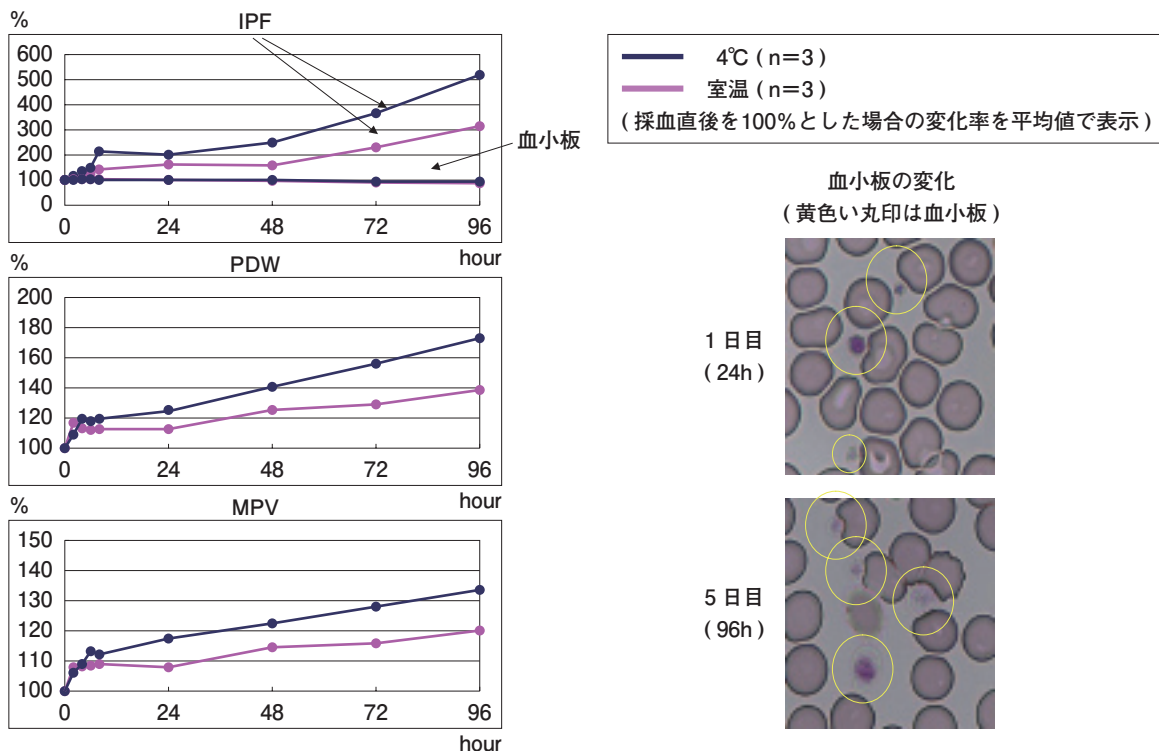 %
IPF
600
500
400
300
200
100
0
血小板
0 24 48 72 96
hour
%
PDW
200
180
160
140
120
100
0 24 48 72 96
hour
%
MPV
150
140
130
120
110
100
0 24 48 72 96
hour
4℃(n=3)
室温(n=3)
(採血直後を100%とした場合の変化率を平均値で表示)
血小板の変化
(黄色い丸印は血小板)
1日目
(24h)
5日目
(96h)